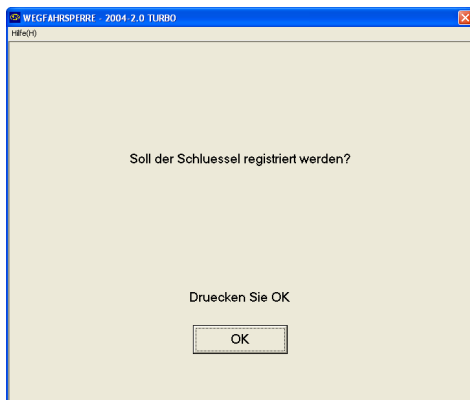 WEGFAHRSPERRE - 2004-2.0 TURBO
Hilfe(H)
Soll der Schluessel registriert werden?
Druecken Sie OK
OK